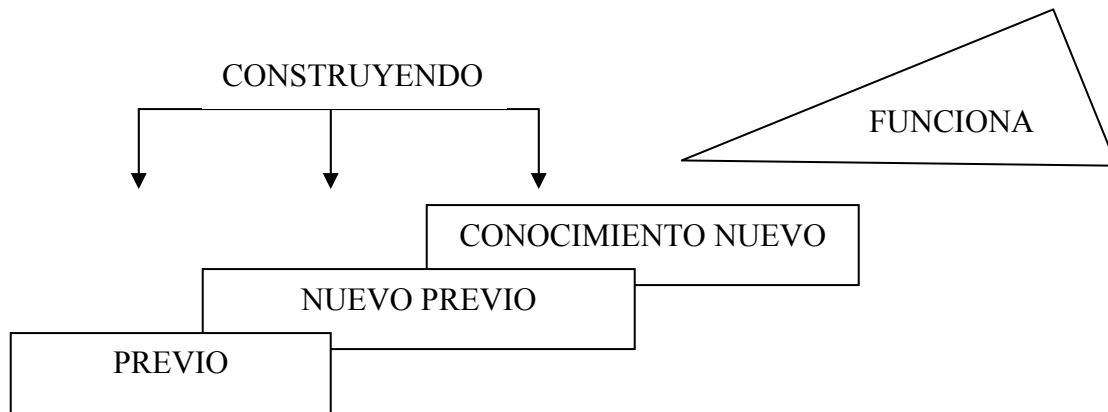 CONSTRUYENDO
FUNCIONA
CONOCIMIENTO NUEVO
NUEVO PREVIO
PREVIO